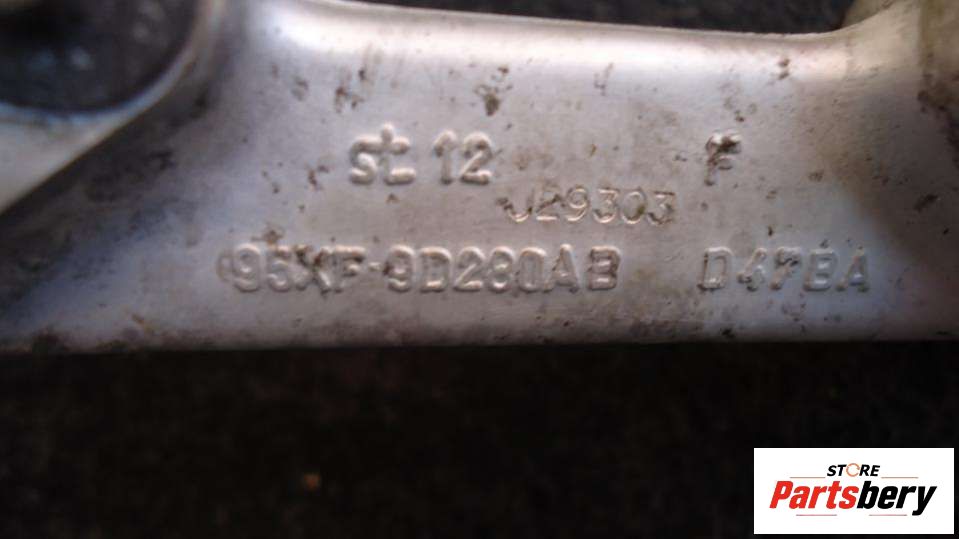 st 12 F
J29303
95XF-9D280AB D47BA
STORE
Partsbery